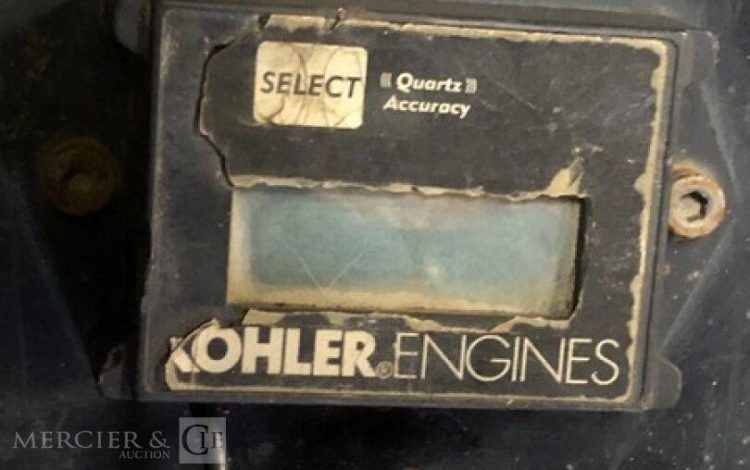 SELECT
Quartz
Accuracy
KOHLER® ENGINES
MERCIER & CIE
AUCTION